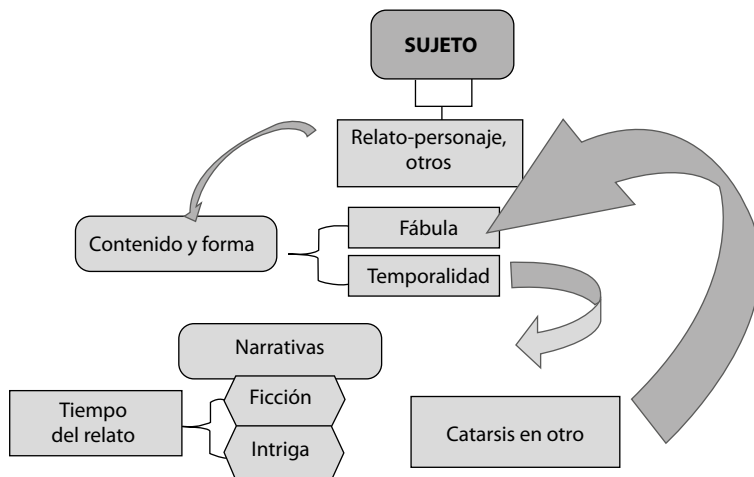 SUJETO
Relato-personaje,
otros
Contenido y forma
Fábula
Temporalidad
Narrativas
Ficción
Tiempo
del relato
Intriga
Catarsis en otro